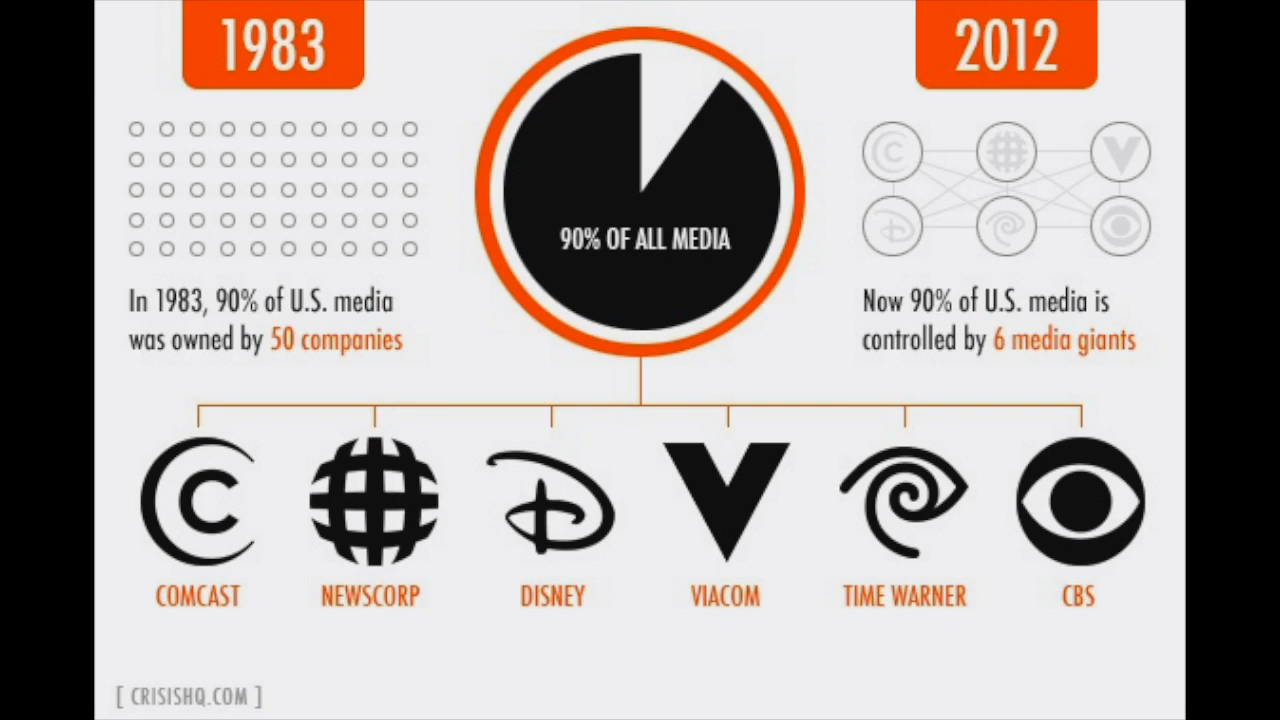 1983
2012
90% OF ALL MEDIA
In 1983, 90% of U.S. media
was owned by 50 companies
Now 90% of U.S. media is
controlled by 6 media giants
COMCAST
NEWSCORP
DISNEY
VIACOM
TIME WARNER
CBS
[ CRISISHQ.COM ]